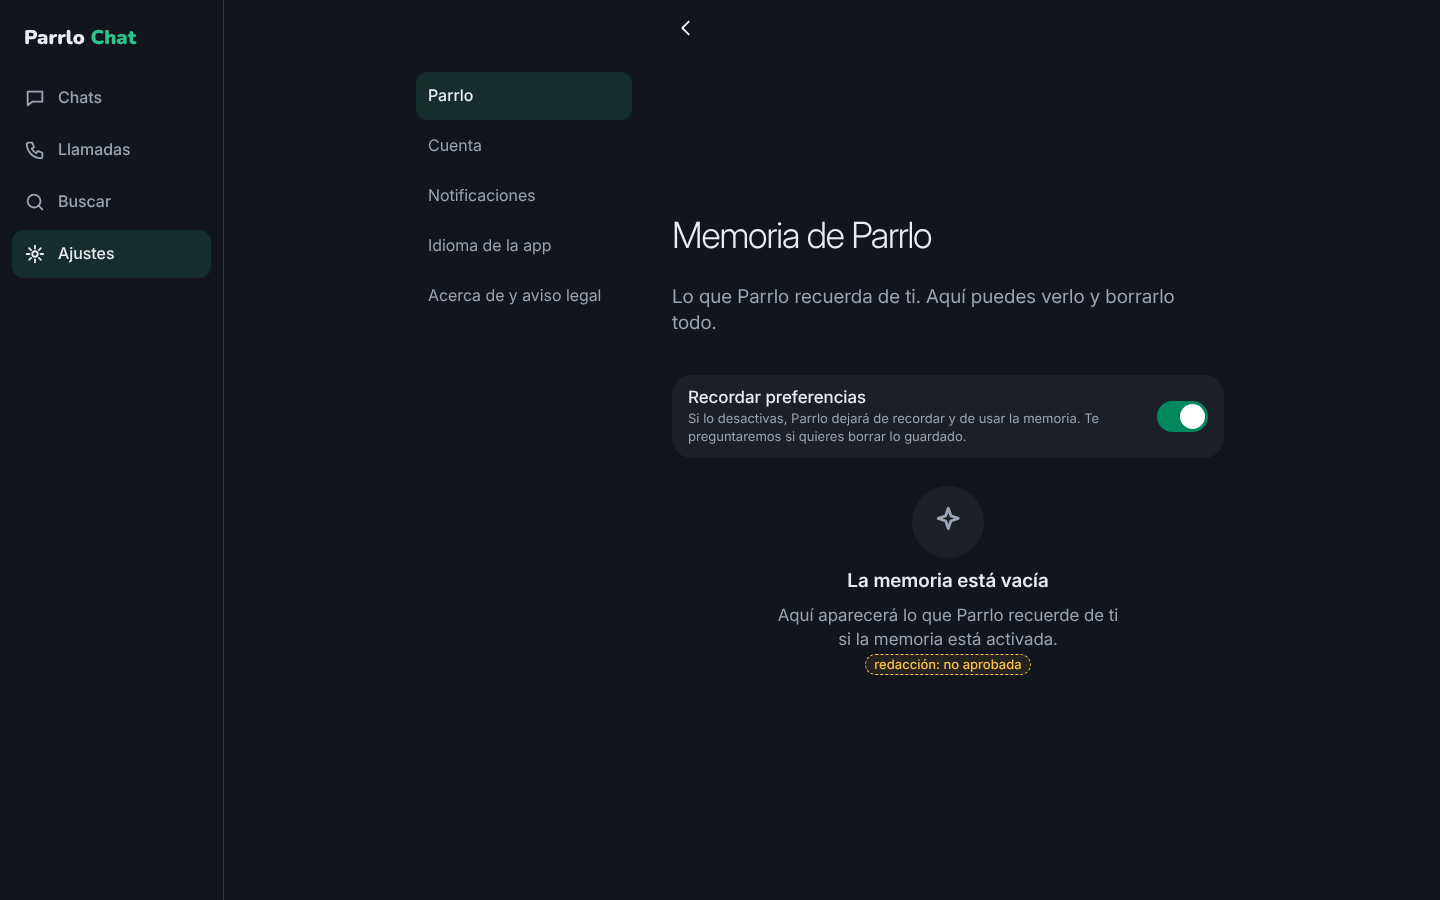 Parrlo Chat
Chats
Llamadas
Buscar
Ajustes
Parrlo
Cuenta
Notificaciones
Idioma de la app
Acerca de y aviso legal
Memoria de Parrlo
Lo que Parrlo recuerda de ti. Aquí puedes verlo y borrarlo
todo.
Recordar preferencias
Si lo desactivas, Parrlo dejará de recordar y de usar la memoria. Te
preguntaremos si quieres borrar lo guardado.
La memoria está vacía
Aquí aparecerá lo que Parrlo recuerde de ti
si la memoria está activada.
redacción: no aprobada